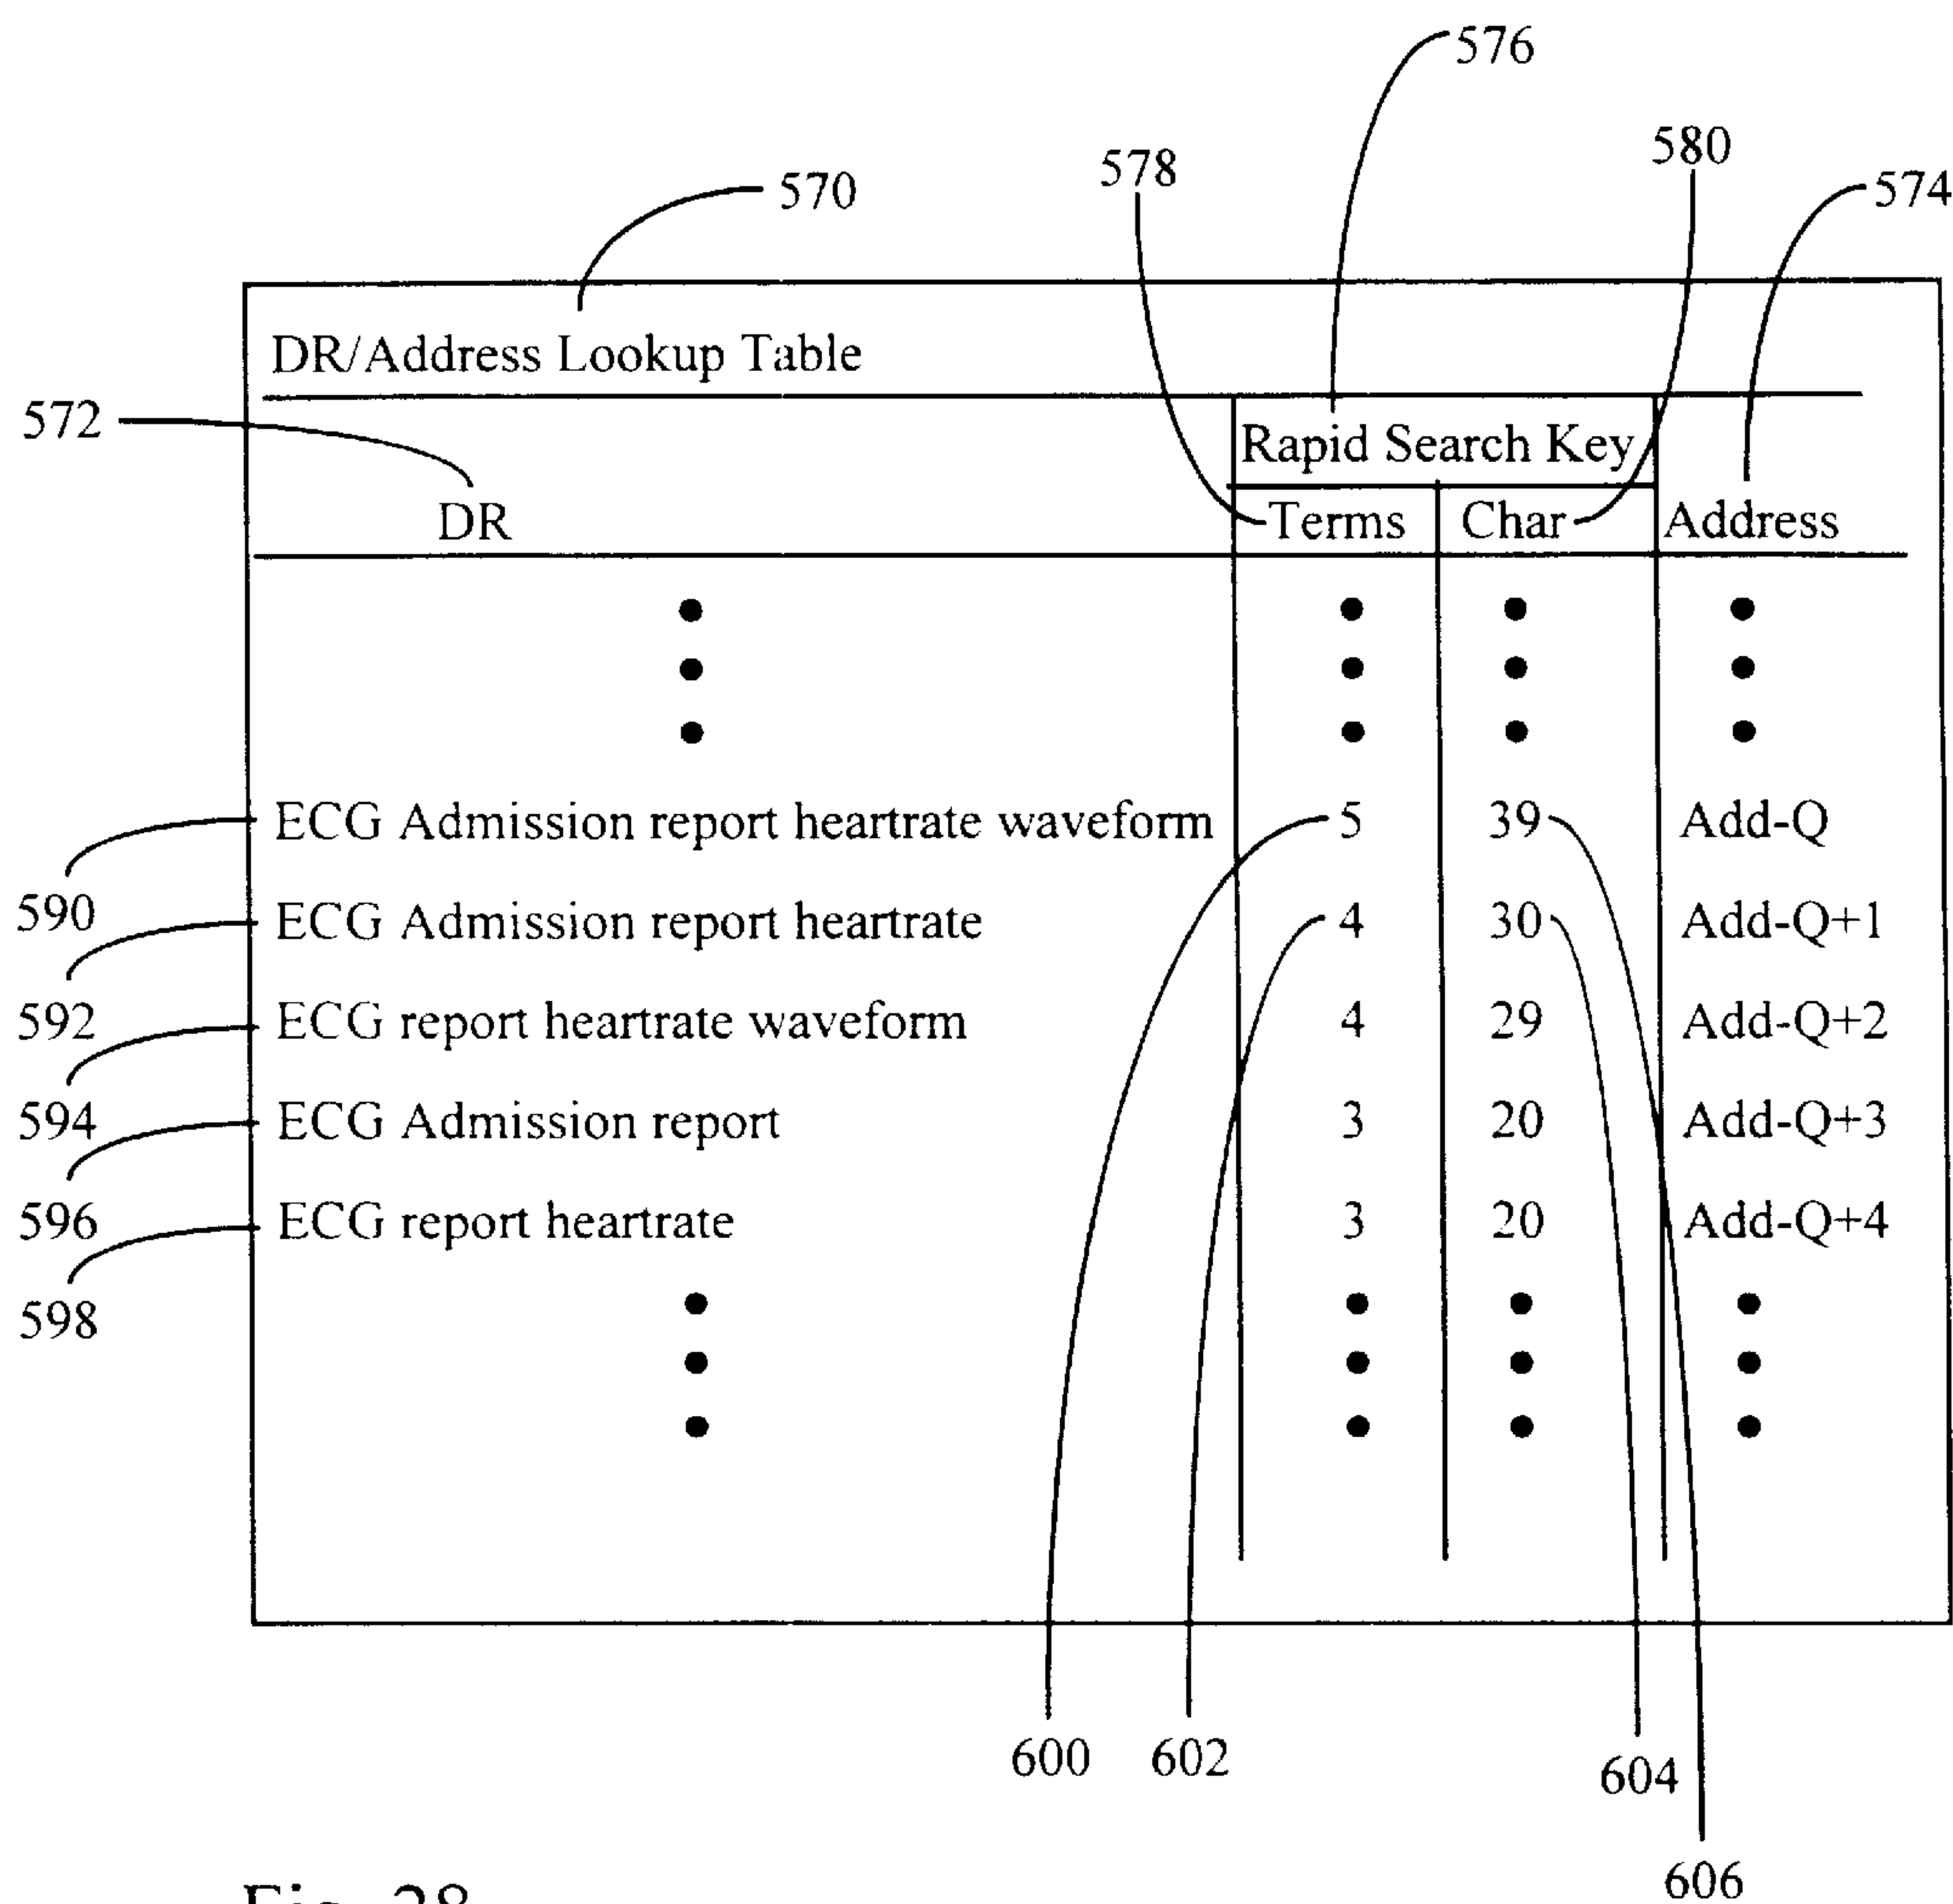 576
580
578
570
574
DR/Address Lookup Table
572
Rapid Search Key
DR
Terms
Char
Address
ECG Admission report heartrate waveform 5 39 Add-Q
590
ECG Admission report heartrate 4 30 Add-Q+1
592
ECG report heartrate waveform 4 29 Add-Q+2
594
ECG Admission report 3 20 Add-Q+3
596
ECG report heartrate 3 20 Add-Q+4
598
600
602
604
606
Fig. 28